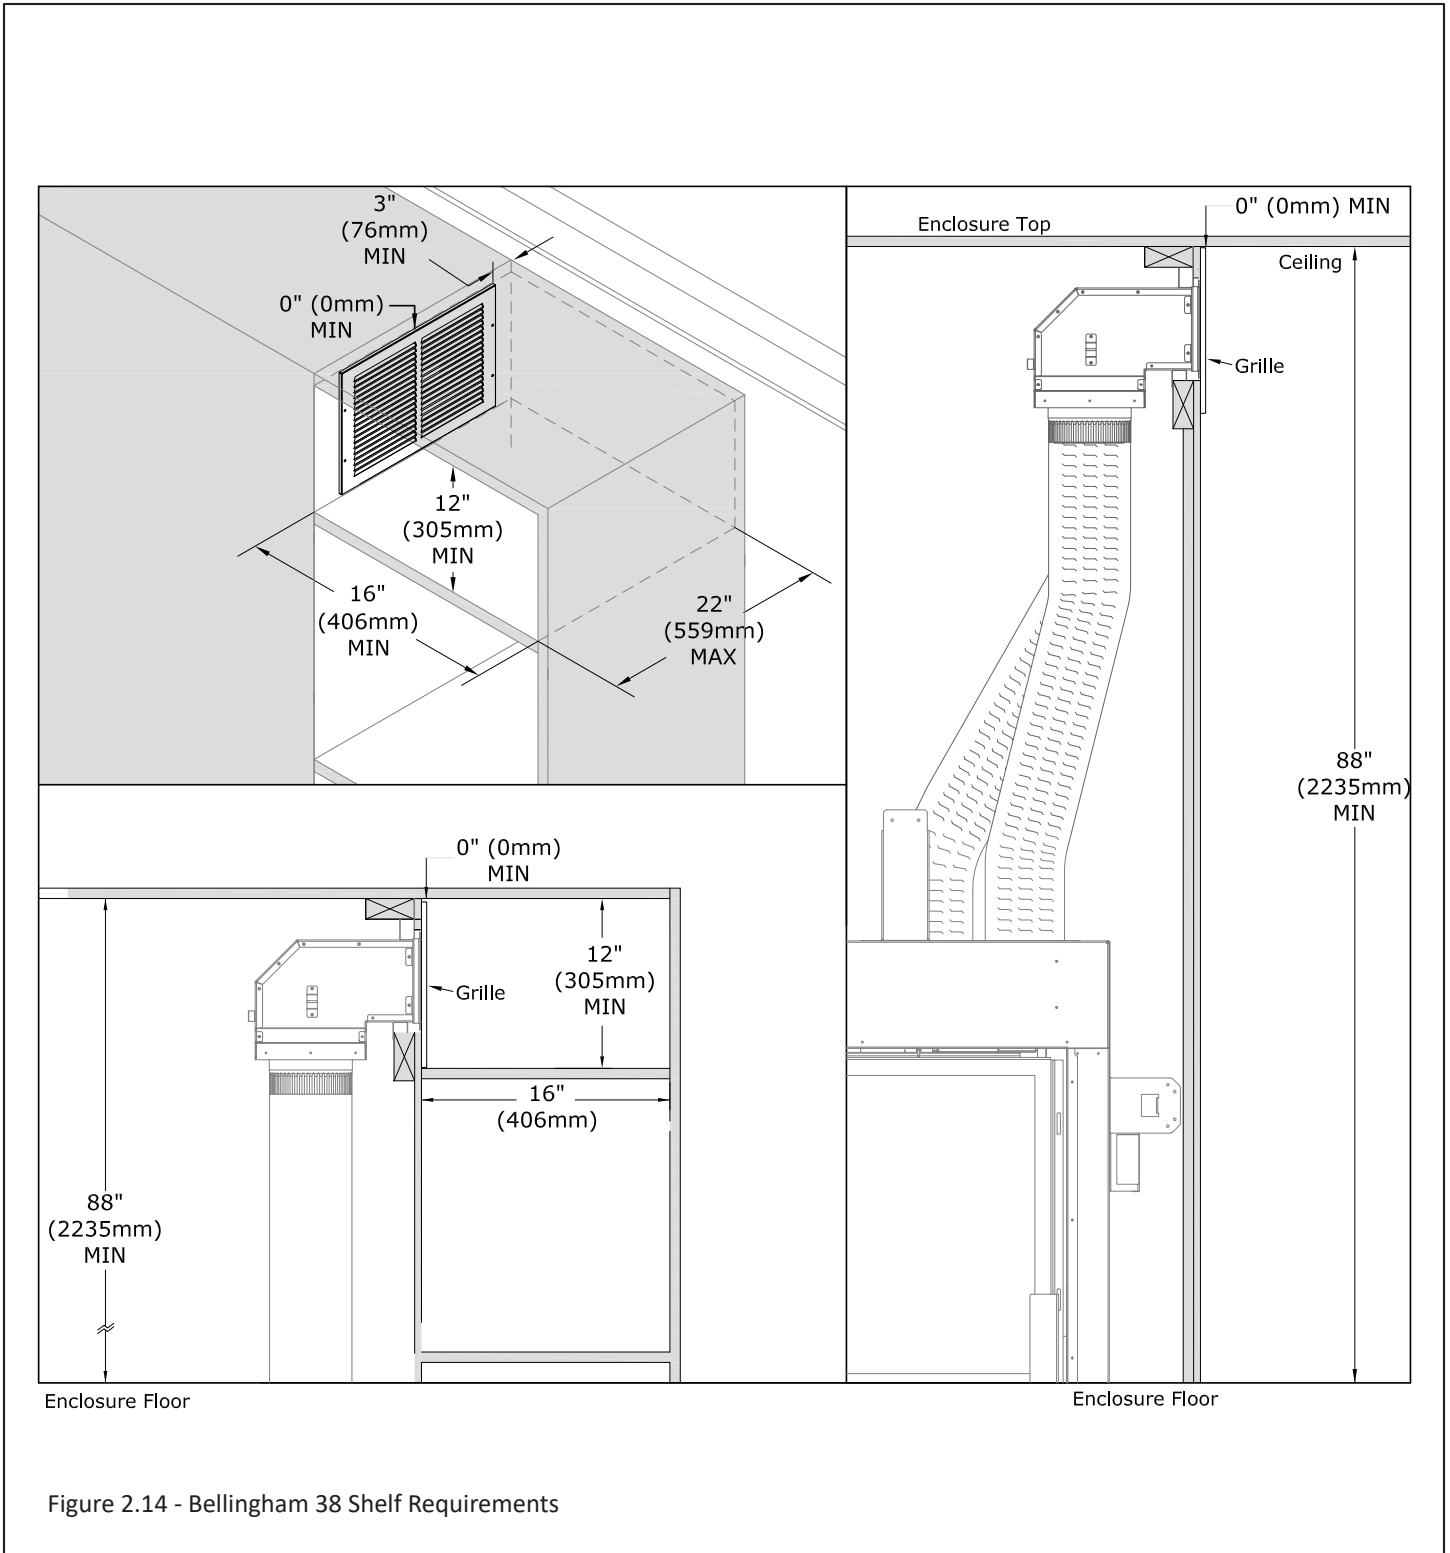 3"
(76mm)
MIN
0" (0mm)
MIN
12"
(305mm)
MIN
16"
(406mm)
MIN
22"
(559mm)
MAX
0" (0mm) MIN
Enclosure Top
Ceiling
Grille
88"
(2235mm)
MIN
Enclosure Floor
0" (0mm)
MIN
12"
(305mm)
MIN
Grille
16"
(406mm)
88"
(2235mm)
MIN
Enclosure Floor
Figure 2.14 - Bellingham 38 Shelf Requirements